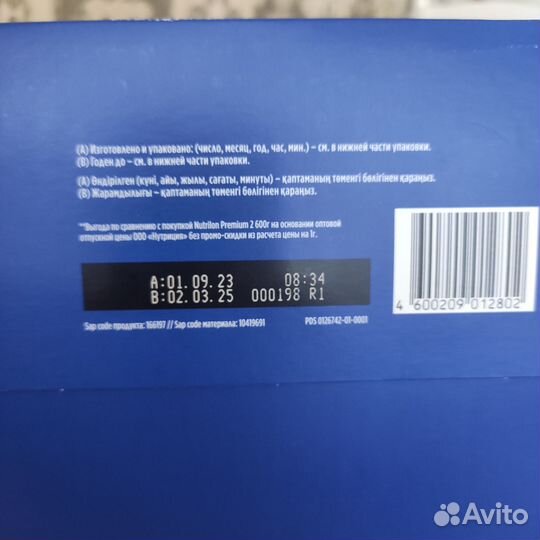 (А) Изготовлено и упаковано: (число, месяц, год, час, мин.) – см. в нижней части упаковки.
(В) Годен до – см. в нижней части упаковки.
(А) Өндірілген (күні, айы, жылы, сағаты, минуты) – қаптаманың төменгі бөлігінен қараңыз.
(В) Жарамдылығы – қаптаманың төменгі бөлігінен қараңыз.
**Выгода по сравнению с покупкой Nutrilon Premium 2 600г на основании оптовой
отпускной цены ООО «Нутриция» без промо-скидки из расчета цены на 1г.
A:01.09.23 08:34
B:02.03.25 000198 R1
Sap code продукта: 166197 // Sap code материала: 10419691
PDS 0126742-01-0001
4 600209 012802
Avito